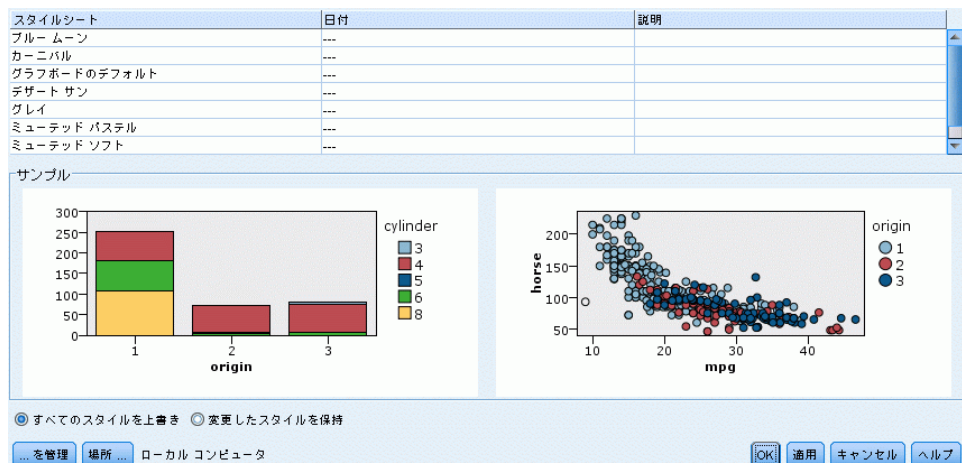 スタイルシート 日付 説明
ブルー ムーン ---
カーニバル ---
グラフボードのデフォルト ---
デザート サン ---
グレイ ---
ミューテッド パステル ---
ミューテッド ソフト ---
サンプル
300
250
200
150
100
50
0
1 2 3
origin
cylinder
3
4
5
6
8
horse
200
150
100
50
10 20 30 40
mpg
origin
1
2
3
すべてのスタイルを上書き 変更したスタイルを保持
... を管理 場所 ... ローカル コンピュータ OK 適用 キャンセル ヘルプ